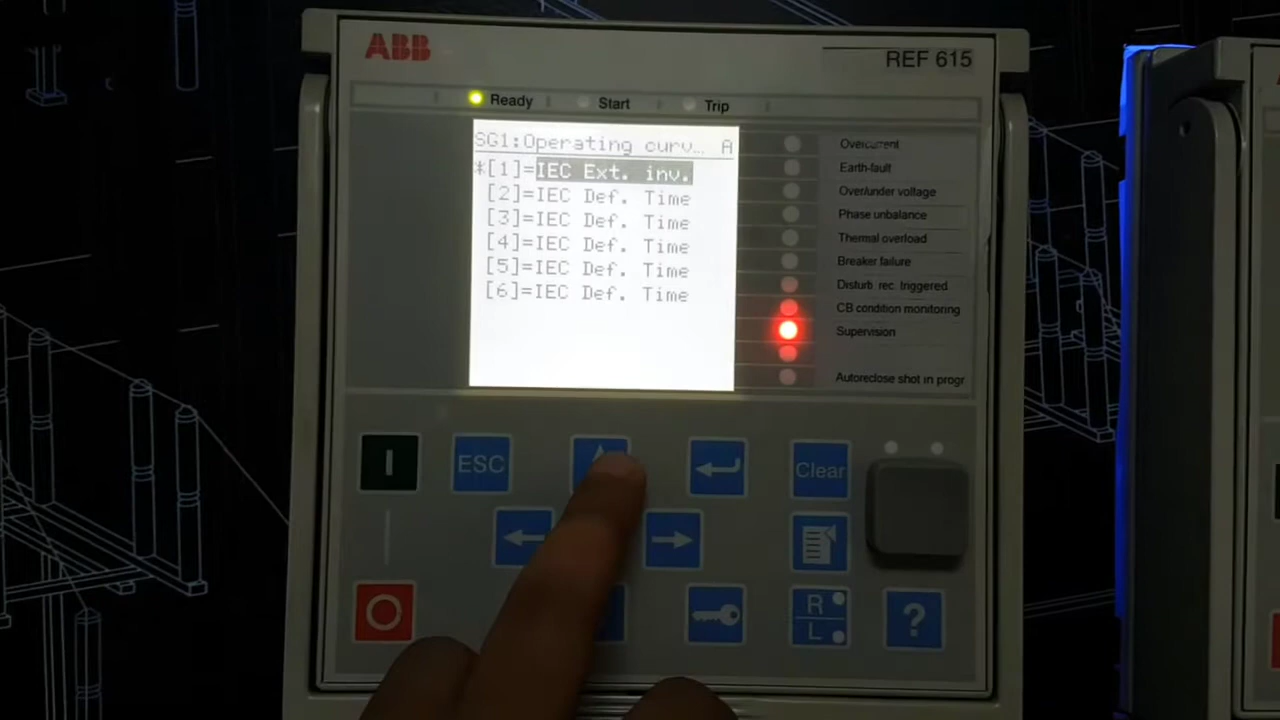 ABB
REF 615
Ready Start Trip
SG1:Operating curv… A
*[1]=IEC Ext. inv.
[2]=IEC Def. Time
[3]=IEC Def. Time
[4]=IEC Def. Time
[5]=IEC Def. Time
[6]=IEC Def. Time
Overcurrent
Earth-fault
Over/under voltage
Phase unbalance
Thermal overload
Breaker failure
Disturb. rec. triggered
CB condition monitoring
Supervision
Autoreclose shot in progr
I
ESC
Clear
R
L
O
?